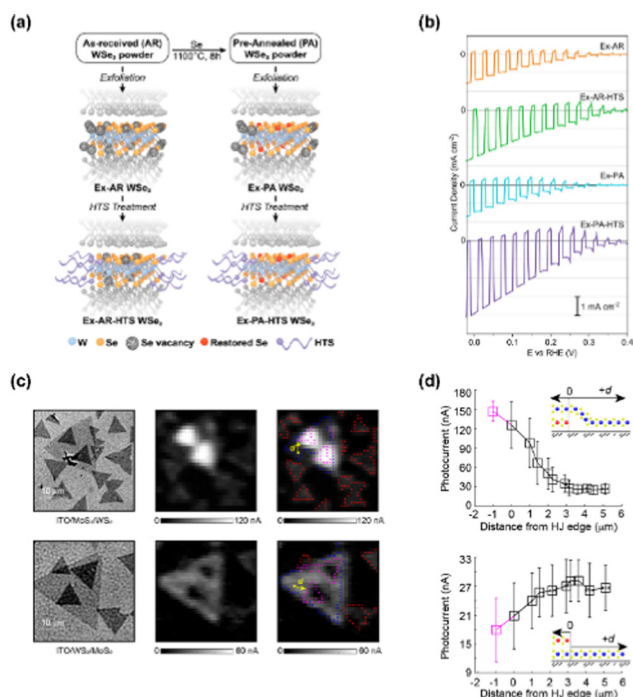 (a)
As-received (AR)
WSe₂ powder
Se
1100°C, 8h
Pre-Annealed (PA)
WSe₂ powder
Exfoliation
Exfoliation
Ex-AR WSe₂
Ex-PA WSe₂
HTS Treatment
HTS Treatment
Ex-AR-HTS WSe₂
Ex-PA-HTS WSe₂
W
Se
Se vacancy
Restored Se
HTS
(b)
Ex-AR
Ex-AR-HTS
Ex-PA
Ex-PA-HTS
0
0
0
0
Current Density (mA cm⁻²)
1 mA cm⁻²
0.0 0.1 0.2 0.3 0.4
E vs RHE (V)
(c)
10 μm
ITO/MoS₂/WS₂
0 120 nA
0 120 nA
d
10 μm
ITO/WS₂/MoS₂
0 60 nA
0 60 nA
d
(d)
180
150
120
90
60
30
0
Photocurrent (nA)
0 +d
-2 -1 0 1 2 3 4 5 6
Distance from HJ edge (μm)
33
27
21
15
9
Photocurrent (nA)
0 +d
-2 -1 0 1 2 3 4 5 6
Distance from HJ edge (μm)